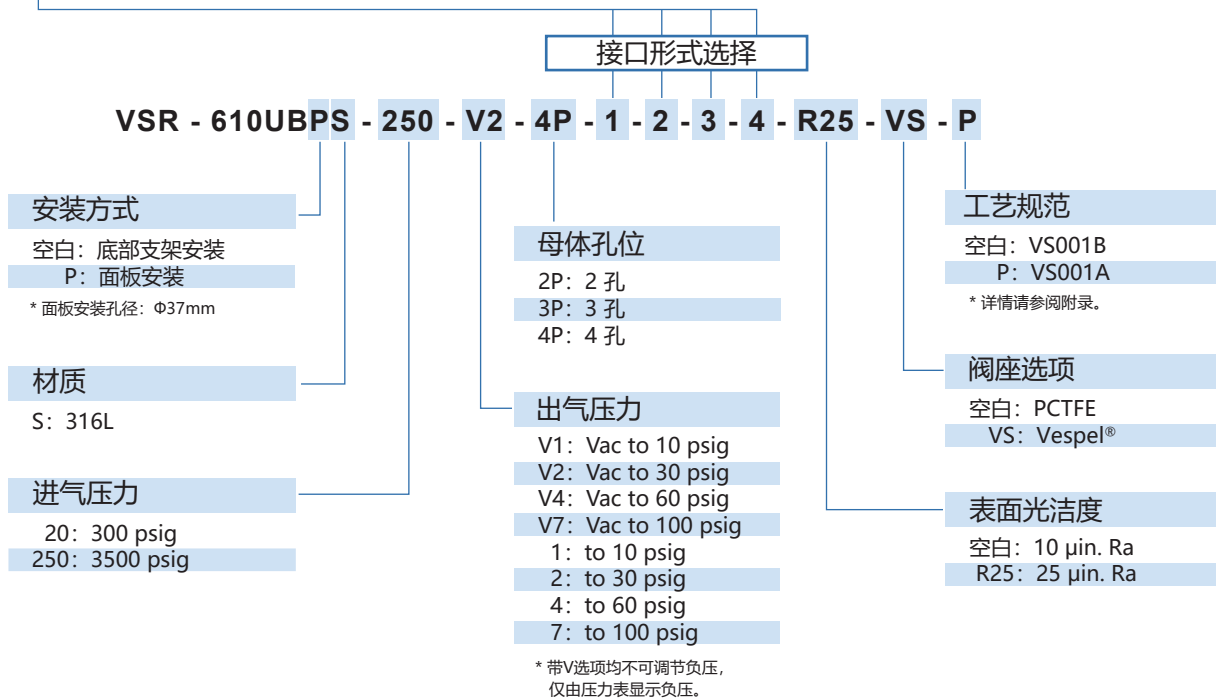 接口形式选择
VSR - 610UBPS - 250 - V2 - 4P - 1 - 2 - 3 - 4 - R25 - VS - P
安装方式
空白：底部支架安装
P：面板安装
* 面板安装孔径：Φ37mm
材质
S：316L
进气压力
20：300 psig
250：3500 psig
母体孔位
2P：2 孔
3P：3 孔
4P：4 孔
出气压力
V1：Vac to 10 psig
V2：Vac to 30 psig
V4：Vac to 60 psig
V7：Vac to 100 psig
1：to 10 psig
2：to 30 psig
4：to 60 psig
7：to 100 psig
* 带V选项均不可调节负压，
仅由压力表显示负压。
工艺规范
空白：VS001B
P：VS001A
* 详情请参阅附录。
阀座选项
空白：PCTFE
VS：Vespel®
表面光洁度
空白：10 μin. Ra
R25：25 μin. Ra